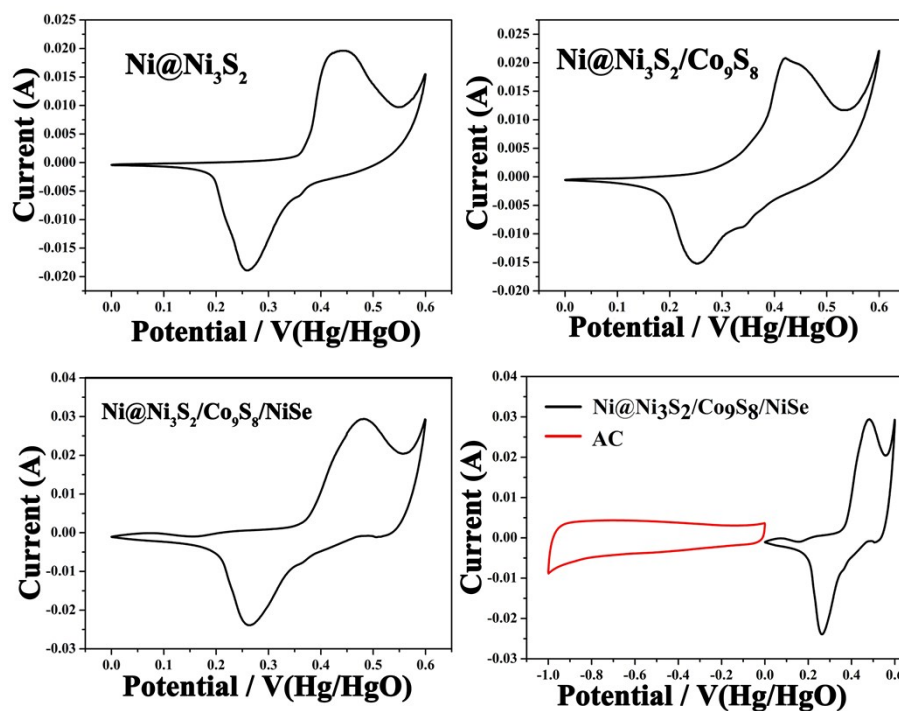 Ni@Ni₃S₂
Current (A)
0.025
0.020
0.015
0.010
0.005
0.000
-0.005
-0.010
-0.015
-0.020
0.0 0.1 0.2 0.3 0.4 0.5 0.6
Potential / V(Hg/HgO)
Ni@Ni₃S₂/Co₉S₈
Current (A)
0.025
0.020
0.015
0.010
0.005
0.000
-0.005
-0.010
-0.015
-0.020
0.0 0.1 0.2 0.3 0.4 0.5 0.6
Potential / V(Hg/HgO)
Ni@Ni₃S₂/Co₉S₈/NiSe
Current (A)
0.04
0.03
0.02
0.01
0.00
-0.01
-0.02
-0.03
0.0 0.1 0.2 0.3 0.4 0.5 0.6
Potential / V(Hg/HgO)
Ni@Ni3S2/Co9S8/NiSe
AC
Current (A)
0.04
0.03
0.02
0.01
0.00
-0.01
-0.02
-0.03
-1.0 -0.8 -0.6 -0.4 -0.2 0.0 0.2 0.4 0.6
Potential / V(Hg/HgO)